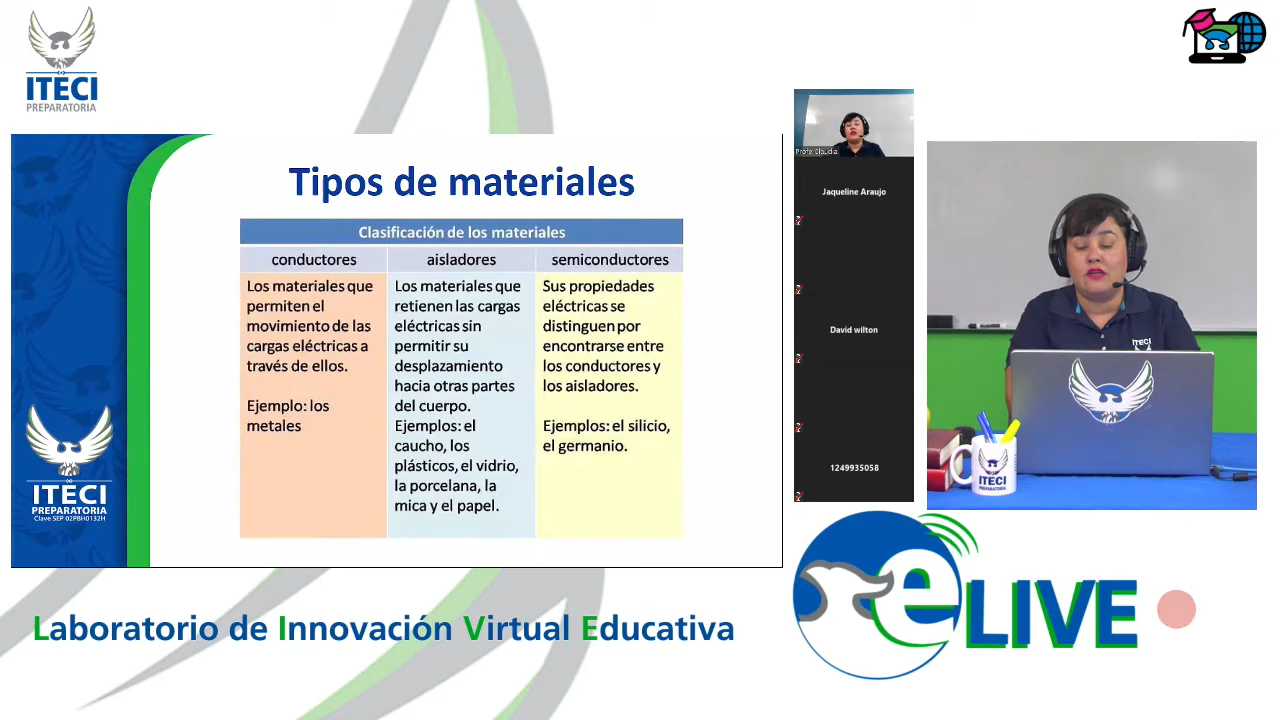 ITECI
PREPARATORIA
Tipos de materiales
Clasificación de los materiales
conductores
aisladores
semiconductores
Los materiales que
permiten el
movimiento de las
cargas eléctricas a
través de ellos.
Ejemplo: los
metales
Los materiales que
retienen las cargas
eléctricas sin
permitir su
desplazamiento
hacia otras partes
del cuerpo.
Ejemplos: el
caucho, los
plásticos, el vidrio,
la porcelana, la
mica y el papel.
Sus propiedades
eléctricas se
distinguen por
encontrarse entre
los conductores y
los aisladores.
Ejemplos: el silicio,
el germanio.
ITECI
PREPARATORIA
Clave SEP 02PBH0132H
Profe Claudia
Jaqueline Araujo
David wilton
1249935058
ITECI
ITECI
PREPARATORIA
Laboratorio de Innovación Virtual Educativa
eLIVE